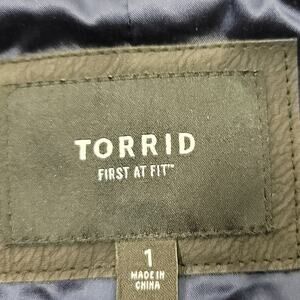 TORRID
FIRST AT FIT™
1
MADE IN
CHINA